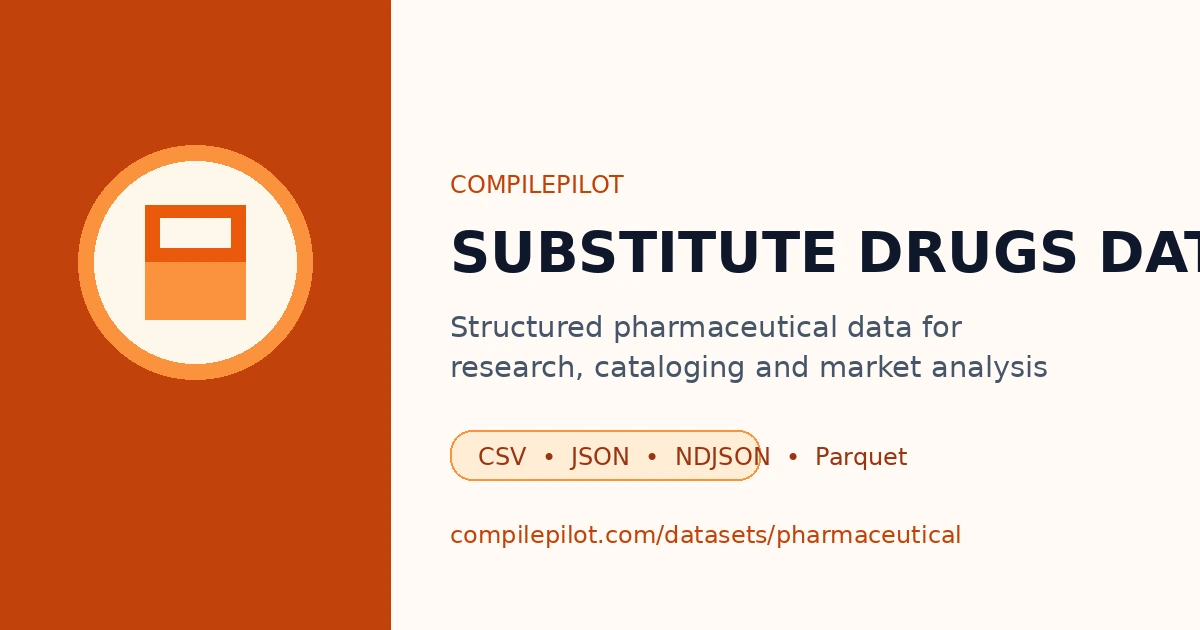 COMPILEPILOT
SUBSTITUTE DRUGS DAT
Structured pharmaceutical data for
research, cataloging and market analysis
CSV • JSON • NDJSON • Parquet
compilepilot.com/datasets/pharmaceutical